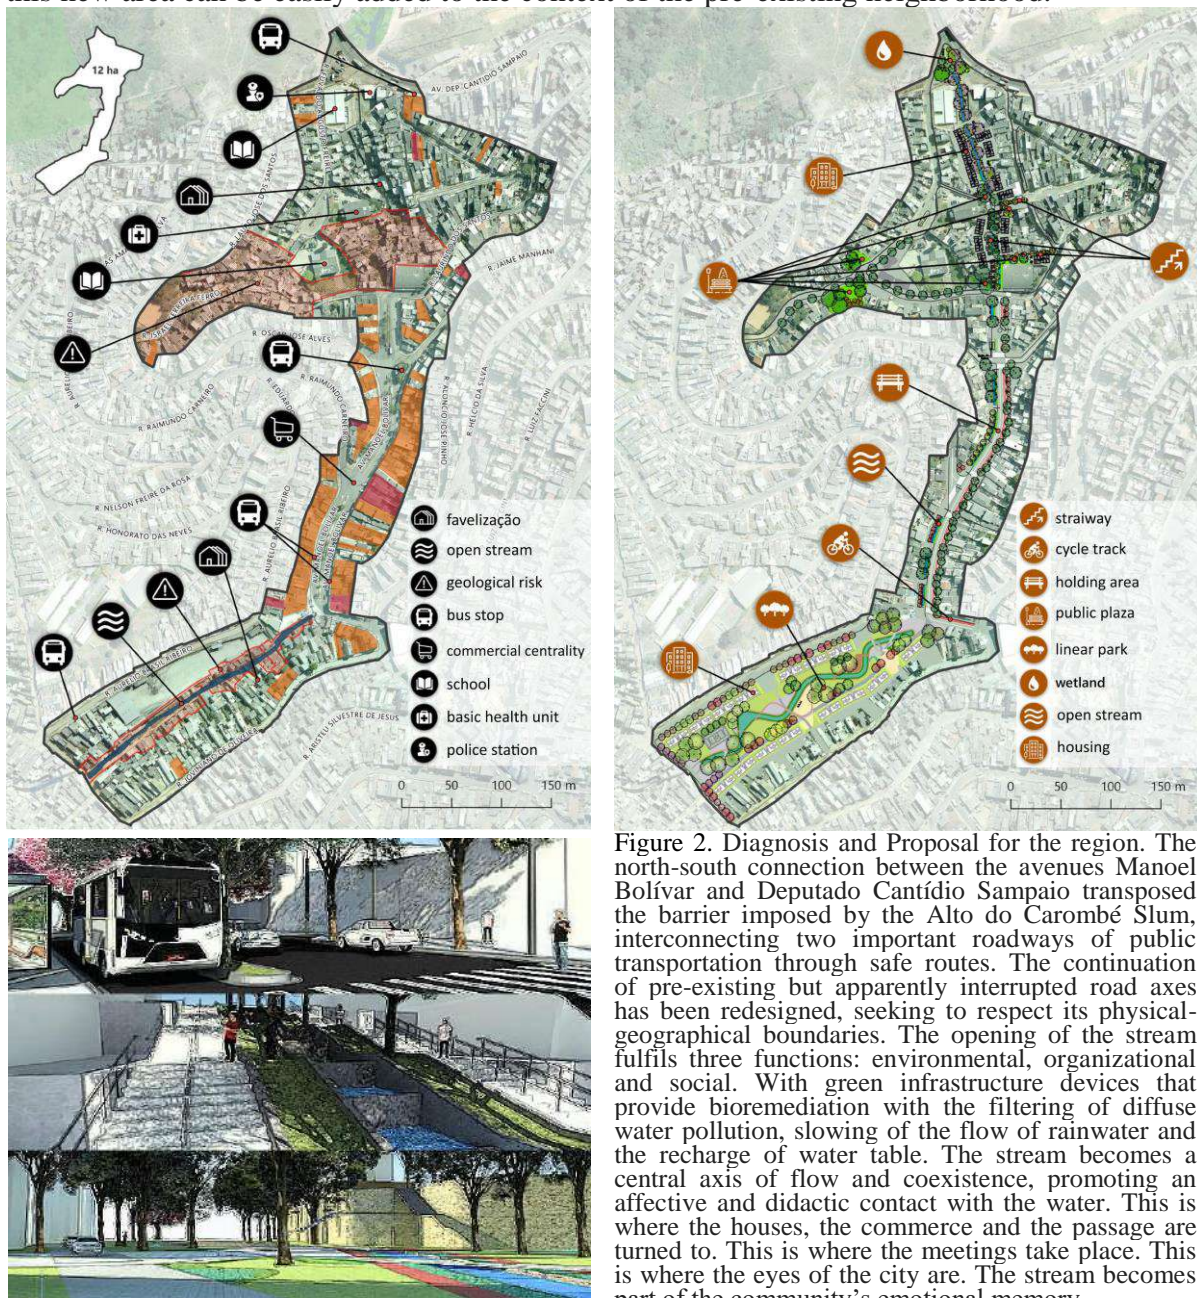 this new area can be easily added to the context of the pre-existing neighborhood.
12 ha
AV. DEP. CANTIDIO SAMPAIO
R. JAIME MANHANI
R. OSCAR JOSE ALVES
R. RAIMUNDO CARNEIRO
R. HELCIO DA SILVA
R. LUIZ FACCINI
AV. MANOEL BOLIVAR
R. NELSON FREIRE DA ROSA
R. HONORATO DAS NEVES
R. AURELIO BRASIL RIBEIRO
R. AURELIO BRASIL RIBEIRO
R. ARISTEU SILVESTRE DE JESUS
favelização
open stream
geological risk
bus stop
commercial centrality
school
basic health unit
police station
0 50 100 150 m
straiway
cycle track
holding area
public plaza
linear park
wetland
open stream
housing
0 50 100 150 m
Figure 2. Diagnosis and Proposal for the region. The
north-south connection between the avenues Manoel
Bolívar and Deputado Cantídio Sampaio transposed
the barrier imposed by the Alto do Carombé Slum,
interconnecting two important roadways of public
transportation through safe routes. The continuation
of pre-existing but apparently interrupted road axes
has been redesigned, seeking to respect its physical-
geographical boundaries. The opening of the stream
fulfils three functions: environmental, organizational
and social. With green infrastructure devices that
provide bioremediation with the filtering of diffuse
water pollution, slowing of the flow of rainwater and
the recharge of water table. The stream becomes a
central axis of flow and coexistence, promoting an
affective and didactic contact with the water. This is
where the houses, the commerce and the passage are
turned to. This is where the meetings take place. This
is where the eyes of the city are. The stream becomes
part of the community's emotional memory.